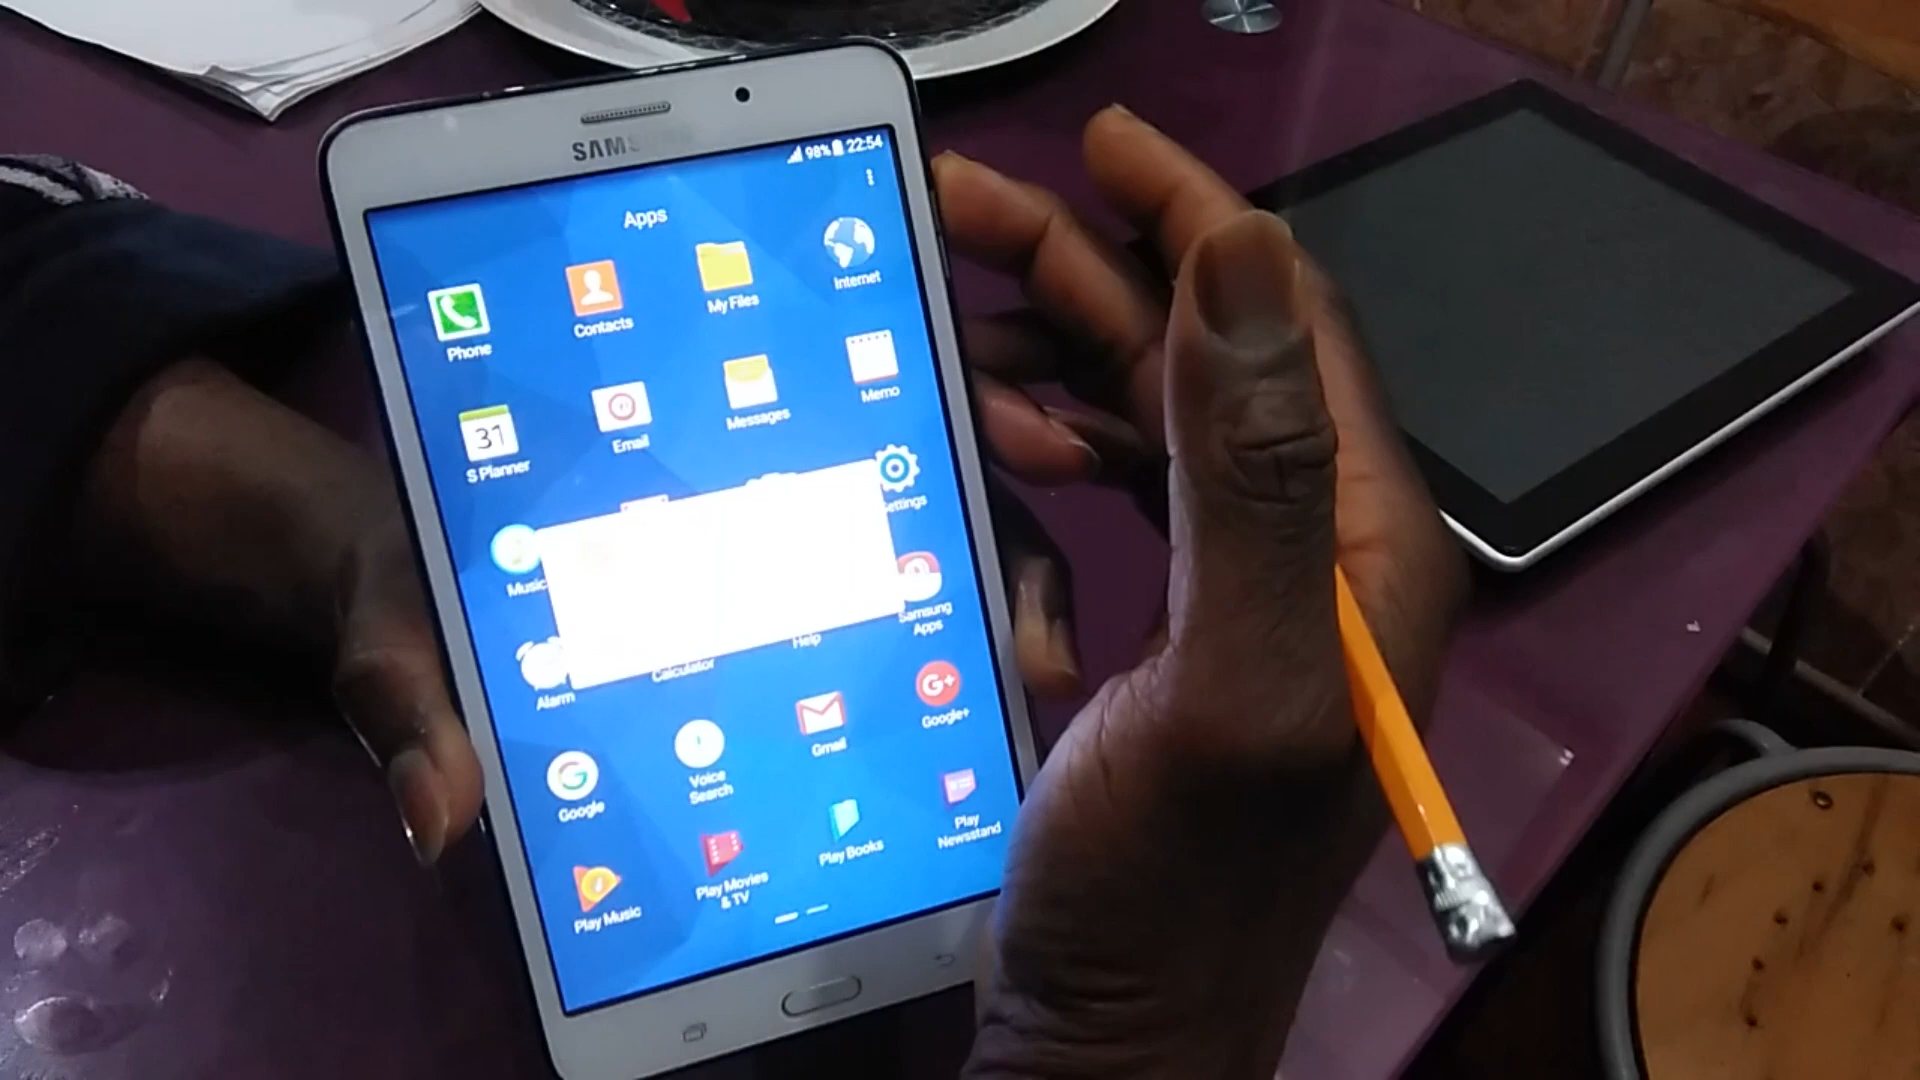 SAMSUNG
98% 22:54
Apps
Phone
Contacts
My Files
Internet
31
S Planner
Email
Messages
Memo
Music
Settings
Alarm
Calculator
Help
Samsung
Apps
Google
Voice
Search
Gmail
G+
Google+
Play Music
Play Movies
& TV
Play Books
Play
Newsstand